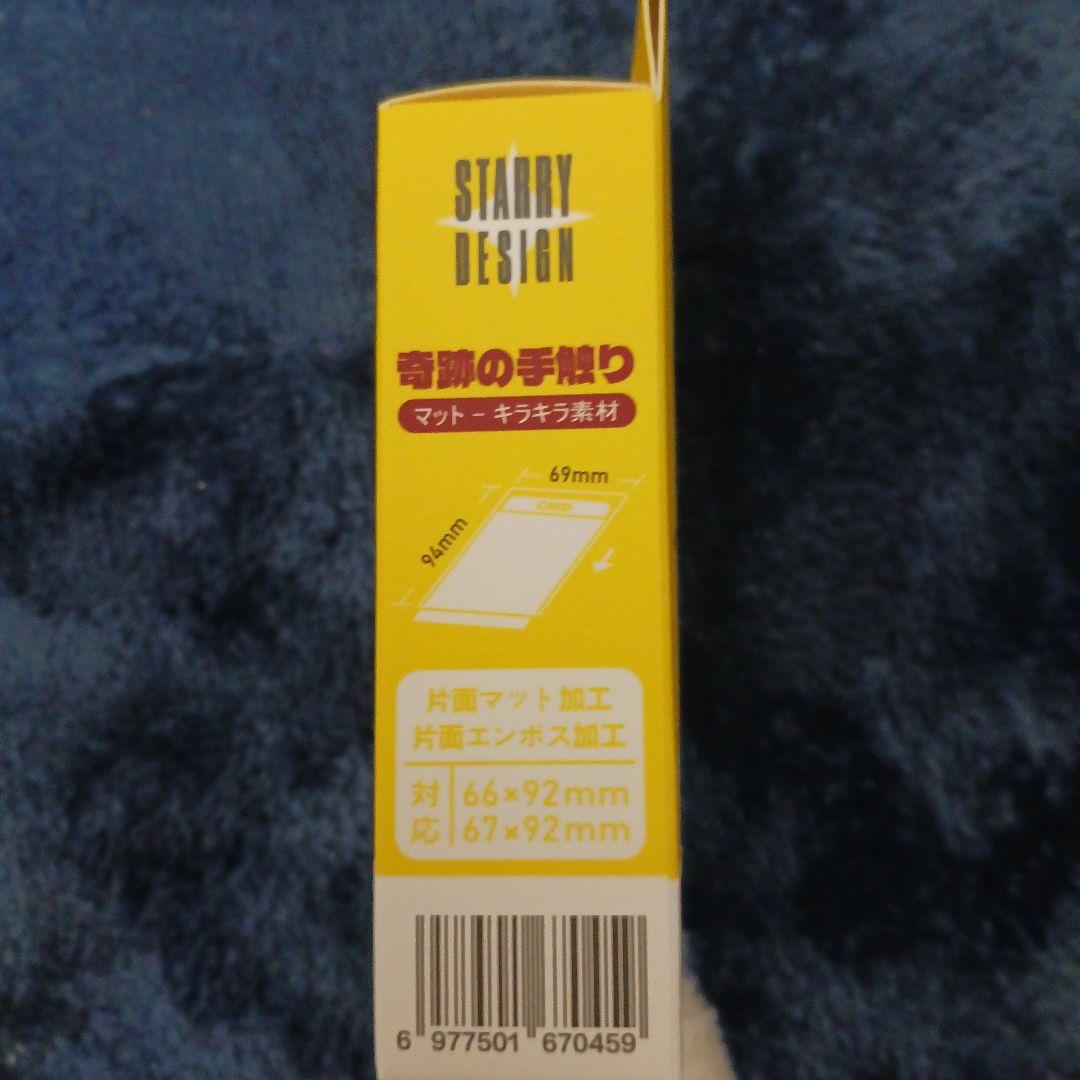 STARRY
DESIGN
奇跡の手触り
マット - キラキラ素材
69mm
CARD
94mm
片面マット加工
片面エンボス加工
対応 66×92mm
67×92mm
6 977501 670459